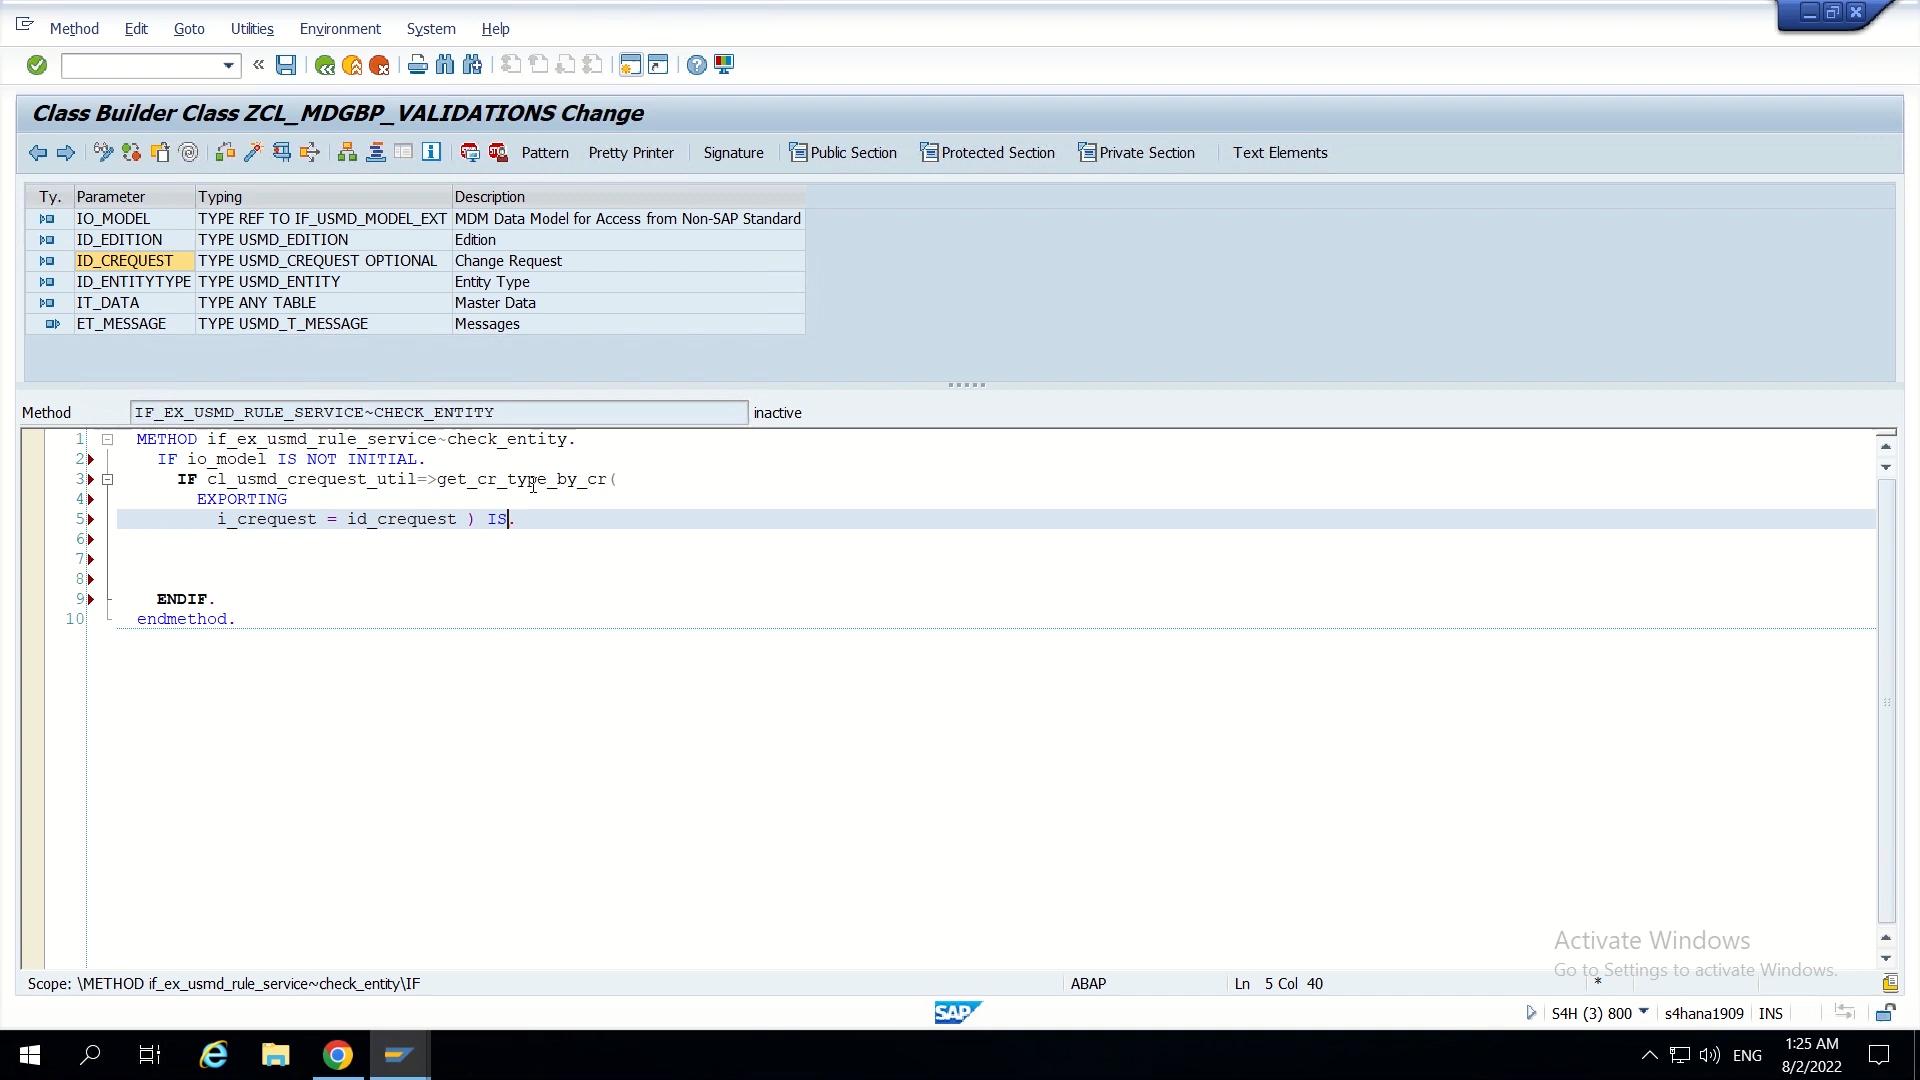 Method Edit Goto Utilities Environment System Help
Class Builder Class ZCL_MDGBP_VALIDATIONS Change
Pattern Pretty Printer Signature Public Section Protected Section Private Section Text Elements
Ty. Parameter Typing Description
IO_MODEL TYPE REF TO IF_USMD_MODEL_EXT MDM Data Model for Access from Non-SAP Standard
ID_EDITION TYPE USMD_EDITION Edition
ID_CREQUEST TYPE USMD_CREQUEST OPTIONAL Change Request
ID_ENTITYTYPE TYPE USMD_ENTITY Entity Type
IT_DATA TYPE ANY TABLE Master Data
ET_MESSAGE TYPE USMD_T_MESSAGE Messages
Method IF_EX_USMD_RULE_SERVICE~CHECK_ENTITY inactive
1 METHOD if_ex_usmd_rule_service~check_entity.
2 IF io_model IS NOT INITIAL.
3 IF cl_usmd_crequest_util=>get_cr_type_by_cr(
4 EXPORTING
5 i_crequest = id_crequest ) IS.
6
7
8
9 ENDIF.
10 endmethod.
Activate Windows
Go to Settings to activate Windows.
Scope: \METHOD if_ex_usmd_rule_service~check_entity\IF ABAP Ln 5 Col 40 *
SAP S4H (3) 800 s4hana1909 INS
ENG 1:25 AM
8/2/2022